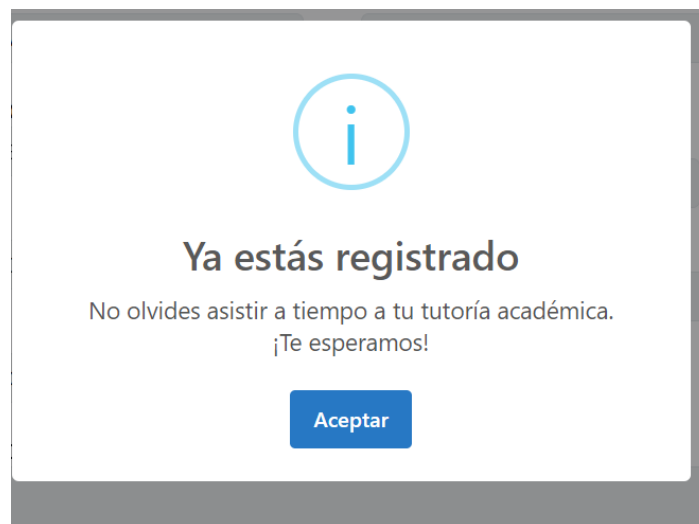 Ya estás registrado
No olvides asistir a tiempo a tu tutoría académica.
¡Te esperamos!
Aceptar